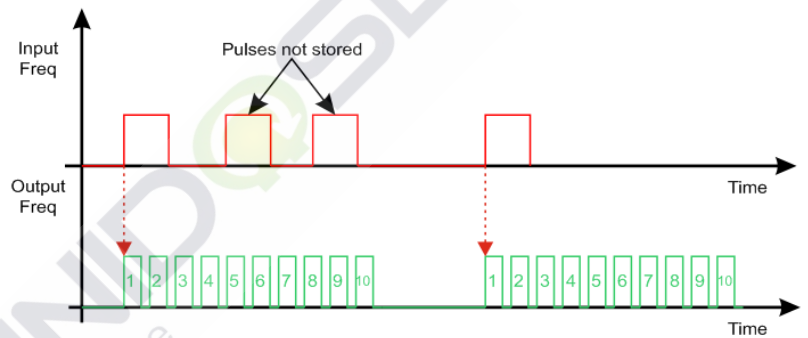 Input
Freq
Pulses not stored
Time
Output
Freq
1 2 3 4 5 6 7 8 9 10
1 2 3 4 5 6 7 8 9 10
Time